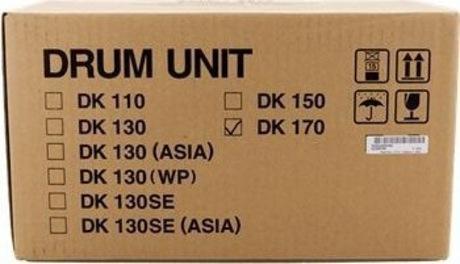 DRUM UNIT
DK 110
DK 150
DK 130
DK 170
DK 130 (ASIA)
DK 130 (WP)
DK 130SE
DK 130SE (ASIA)
15